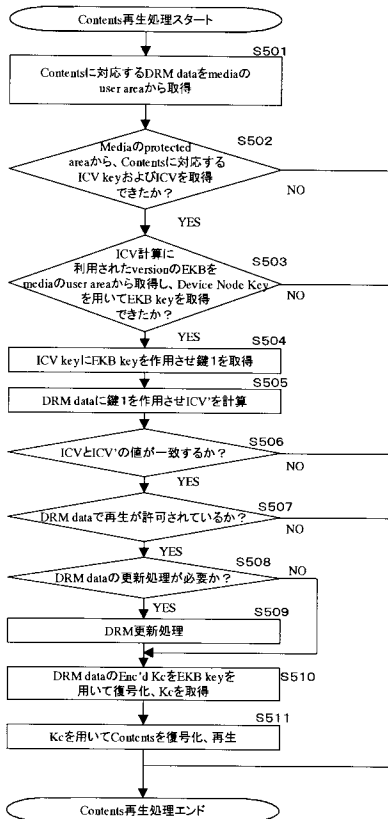 Contents再生処理スタート
S501
Contentsに対応するDRM dataをmediaの
user areaから取得
S502
Mediaのprotected
areaから、Contentsに対応する
ICV keyおよびICVを取得
できたか?
NO
YES
S503
ICV計算に
利用されたversionのEKBを
mediaのuser areaから取得し、Device Node Key
を用いてEKB keyを取得
できたか?
NO
YES
S504
ICV keyにEKB keyを作用させ鍵1を取得
S505
DRM dataに鍵1を作用させICV'を計算
S506
ICVとICV'の値が一致するか?
NO
YES
S507
DRM dataで再生が許可されているか?
NO
YES
S508
DRM dataの更新処理が必要か?
NO
YES
S509
DRM更新処理
S510
DRM dataのEnc'd KcをEKB keyを
用いて復号化、Kcを取得
S511
Kcを用いてContentsを復号化、再生
Contents再生処理エンド